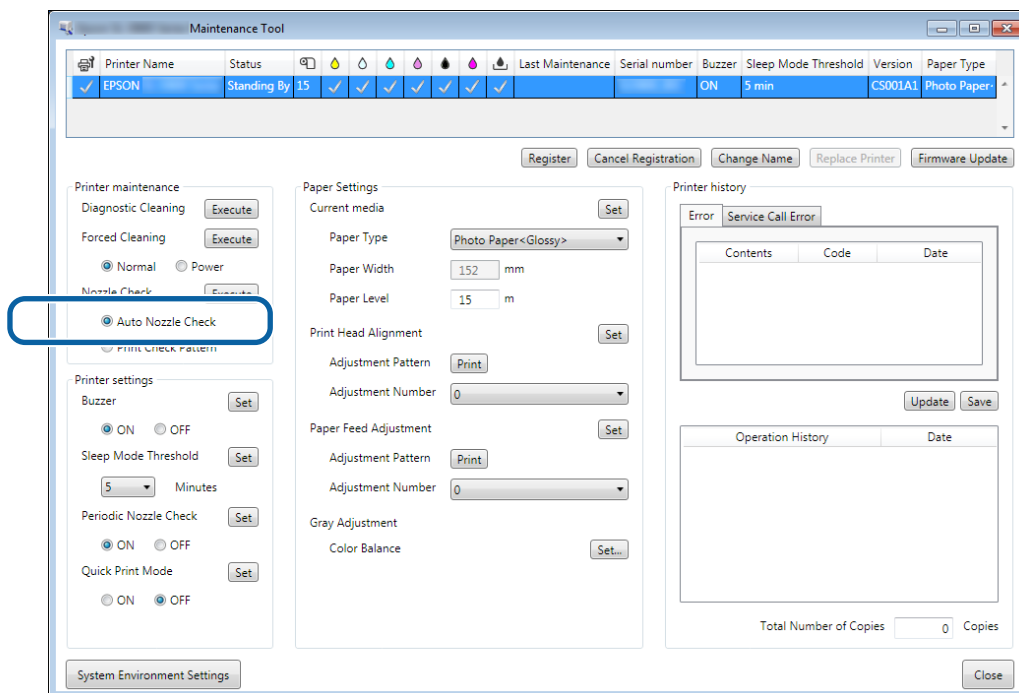 Maintenance Tool
Printer Name Status Last Maintenance Serial number Buzzer Sleep Mode Threshold Version Paper Type
EPSON Standing By 15 ON 5 min CS001A1 Photo Paper
Register Cancel Registration Change Name Replace Printer Firmware Update
Printer maintenance
Diagnostic Cleaning Execute
Forced Cleaning Execute
Normal Power
Nozzle Check Execute
Auto Nozzle Check
Print Check Pattern
Printer settings
Buzzer Set
ON OFF
Sleep Mode Threshold Set
5 Minutes
Periodic Nozzle Check Set
ON OFF
Quick Print Mode Set
ON OFF
Paper Settings
Current media Set
Paper Type Photo Paper<Glossy>
Paper Width 152 mm
Paper Level 15 m
Print Head Alignment Set
Adjustment Pattern Print
Adjustment Number 0
Paper Feed Adjustment Set
Adjustment Pattern Print
Adjustment Number 0
Gray Adjustment
Color Balance Set...
Printer history
Error Service Call Error
Contents Code Date
Update Save
Operation History Date
Total Number of Copies 0 Copies
System Environment Settings Close